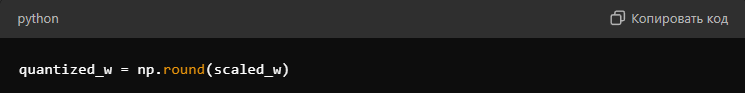 python
Копировать код
quantized_w = np.round(scaled_w)